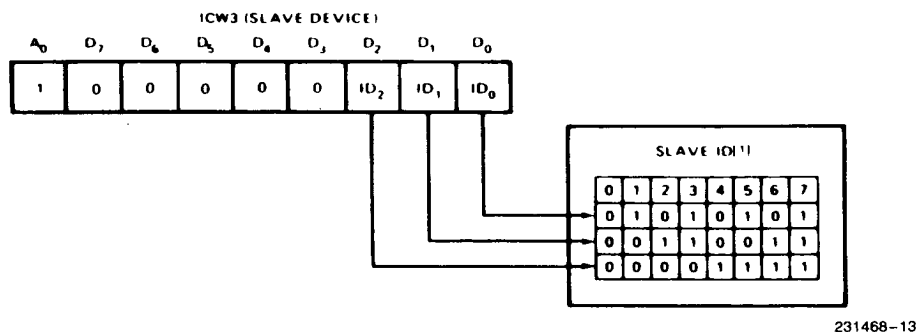 ICW3 (SLAVE DEVICE)
A0 D7 D6 D5 D4 D3 D2 D1 D0
1 0 0 0 0 0 ID2 ID1 ID0
SLAVE ID[1]
0 1 2 3 4 5 6 7
0 1 0 1 0 1 0 1
0 0 1 1 0 0 1 1
0 0 0 0 1 1 1 1
231468-13